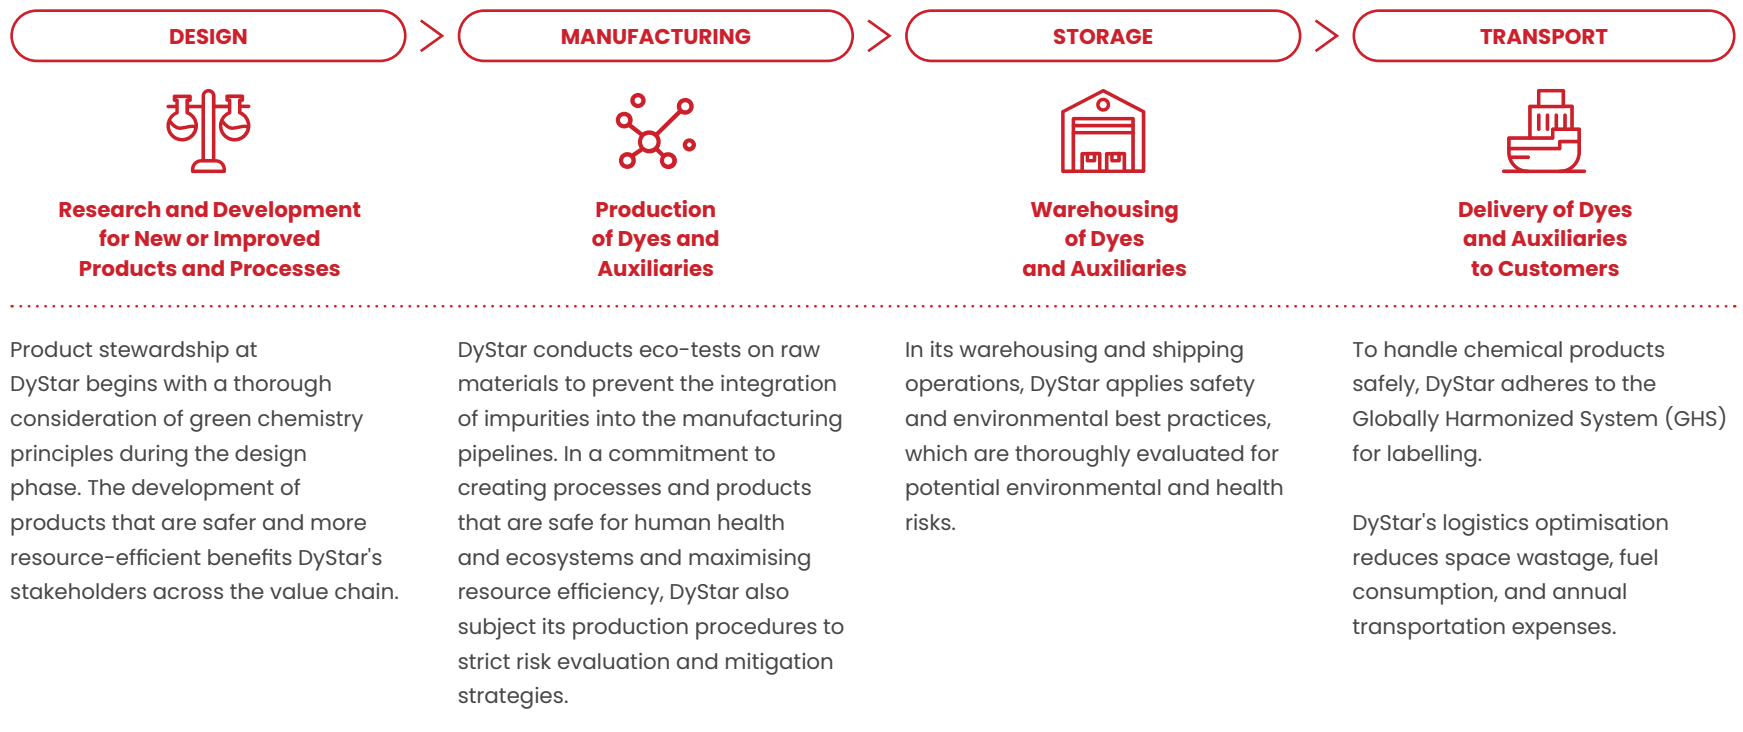 DESIGN
MANUFACTURING
STORAGE
TRANSPORT
Research and Development
for New or Improved
Products and Processes
Production
of Dyes and
Auxiliaries
Warehousing
of Dyes
and Auxiliaries
Delivery of Dyes
and Auxiliaries
to Customers
Product stewardship at
DyStar begins with a thorough
consideration of green chemistry
principles during the design
phase. The development of
products that are safer and more
resource-efficient benefits DyStar's
stakeholders across the value chain.
DyStar conducts eco-tests on raw
materials to prevent the integration
of impurities into the manufacturing
pipelines. In a commitment to
creating processes and products
that are safe for human health
and ecosystems and maximising
resource efficiency, DyStar also
subject its production procedures to
strict risk evaluation and mitigation
strategies.
In its warehousing and shipping
operations, DyStar applies safety
and environmental best practices,
which are thoroughly evaluated for
potential environmental and health
risks.
To handle chemical products
safely, DyStar adheres to the
Globally Harmonized System (GHS)
for labelling.
DyStar's logistics optimisation
reduces space wastage, fuel
consumption, and annual
transportation expenses.